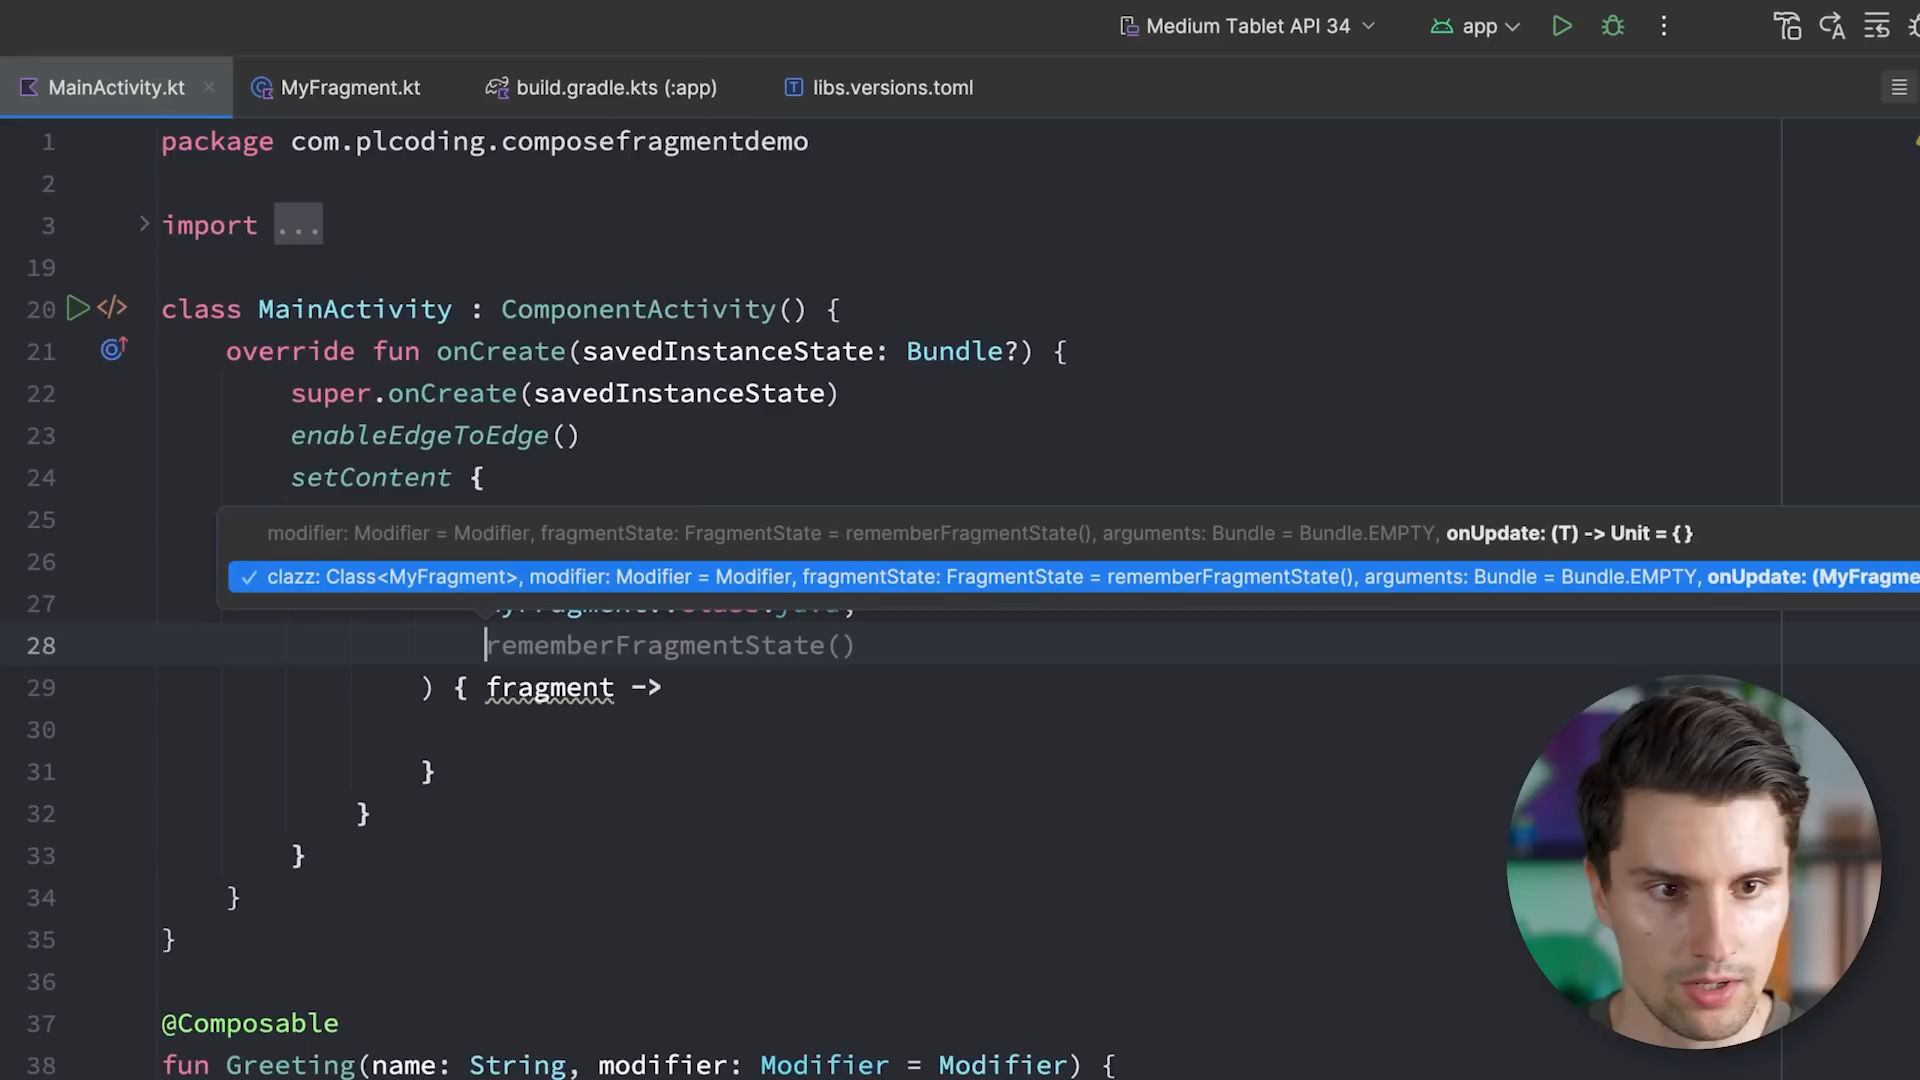 Medium Tablet API 34 app
MainActivity.kt MyFragment.kt build.gradle.kts (:app) libs.versions.toml
1 package com.plcoding.composefragmentdemo
2
3 import ...
19
20 class MainActivity : ComponentActivity() {
21 override fun onCreate(savedInstanceState: Bundle?) {
22 super.onCreate(savedInstanceState)
23 enableEdgeToEdge()
24 setContent {
25 modifier: Modifier = Modifier, fragmentState: FragmentState = rememberFragmentState(), arguments: Bundle = Bundle.EMPTY, onUpdate: (T) -> Unit = {}
26 clazz: Class<MyFragment>, modifier: Modifier = Modifier, fragmentState: FragmentState = rememberFragmentState(), arguments: Bundle = Bundle.EMPTY, onUpdate: (MyFragme
27
28 rememberFragmentState()
29 ) { fragment ->
30
31 }
32 }
33 }
34 }
35 }
36
37 @Composable
38 fun Greeting(name: String, modifier: Modifier = Modifier) {